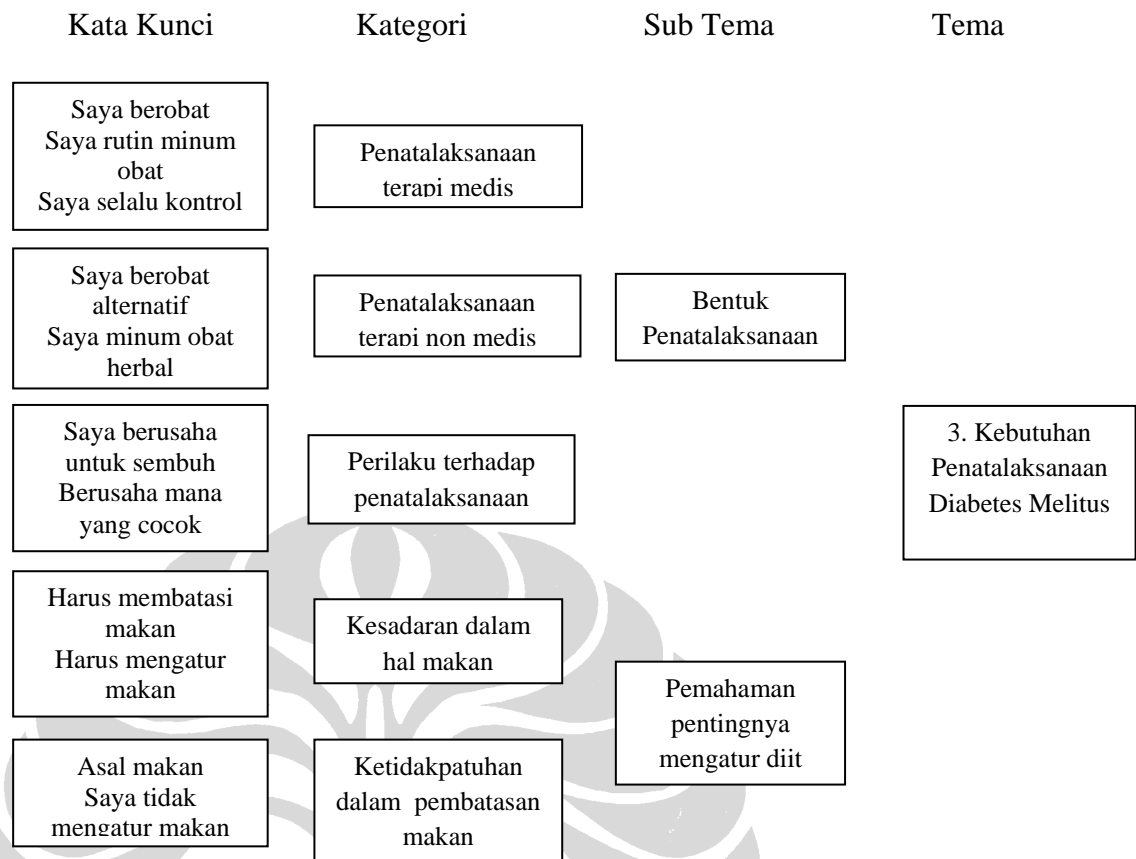 Kata Kunci Kategori Sub Tema Tema
Saya berobat
Saya rutin minum
obat
Saya selalu kontrol
Penatalaksanaan
terapi medis
Saya berobat
alternatif
Saya minum obat
herbal
Penatalaksanaan
terapi non medis
Bentuk
Penatalaksanaan
Saya berusaha
untuk sembuh
Berusaha mana
yang cocok
Perilaku terhadap
penatalaksanaan
3. Kebutuhan
Penatalaksanaan
Diabetes Melitus
Harus membatasi
makan
Harus mengatur
makan
Kesadaran dalam
hal makan
Pemahaman
pentingnya
mengatur diit
Asal makan
Saya tidak
mengatur makan
Ketidakpatuhan
dalam pembatasan
makan